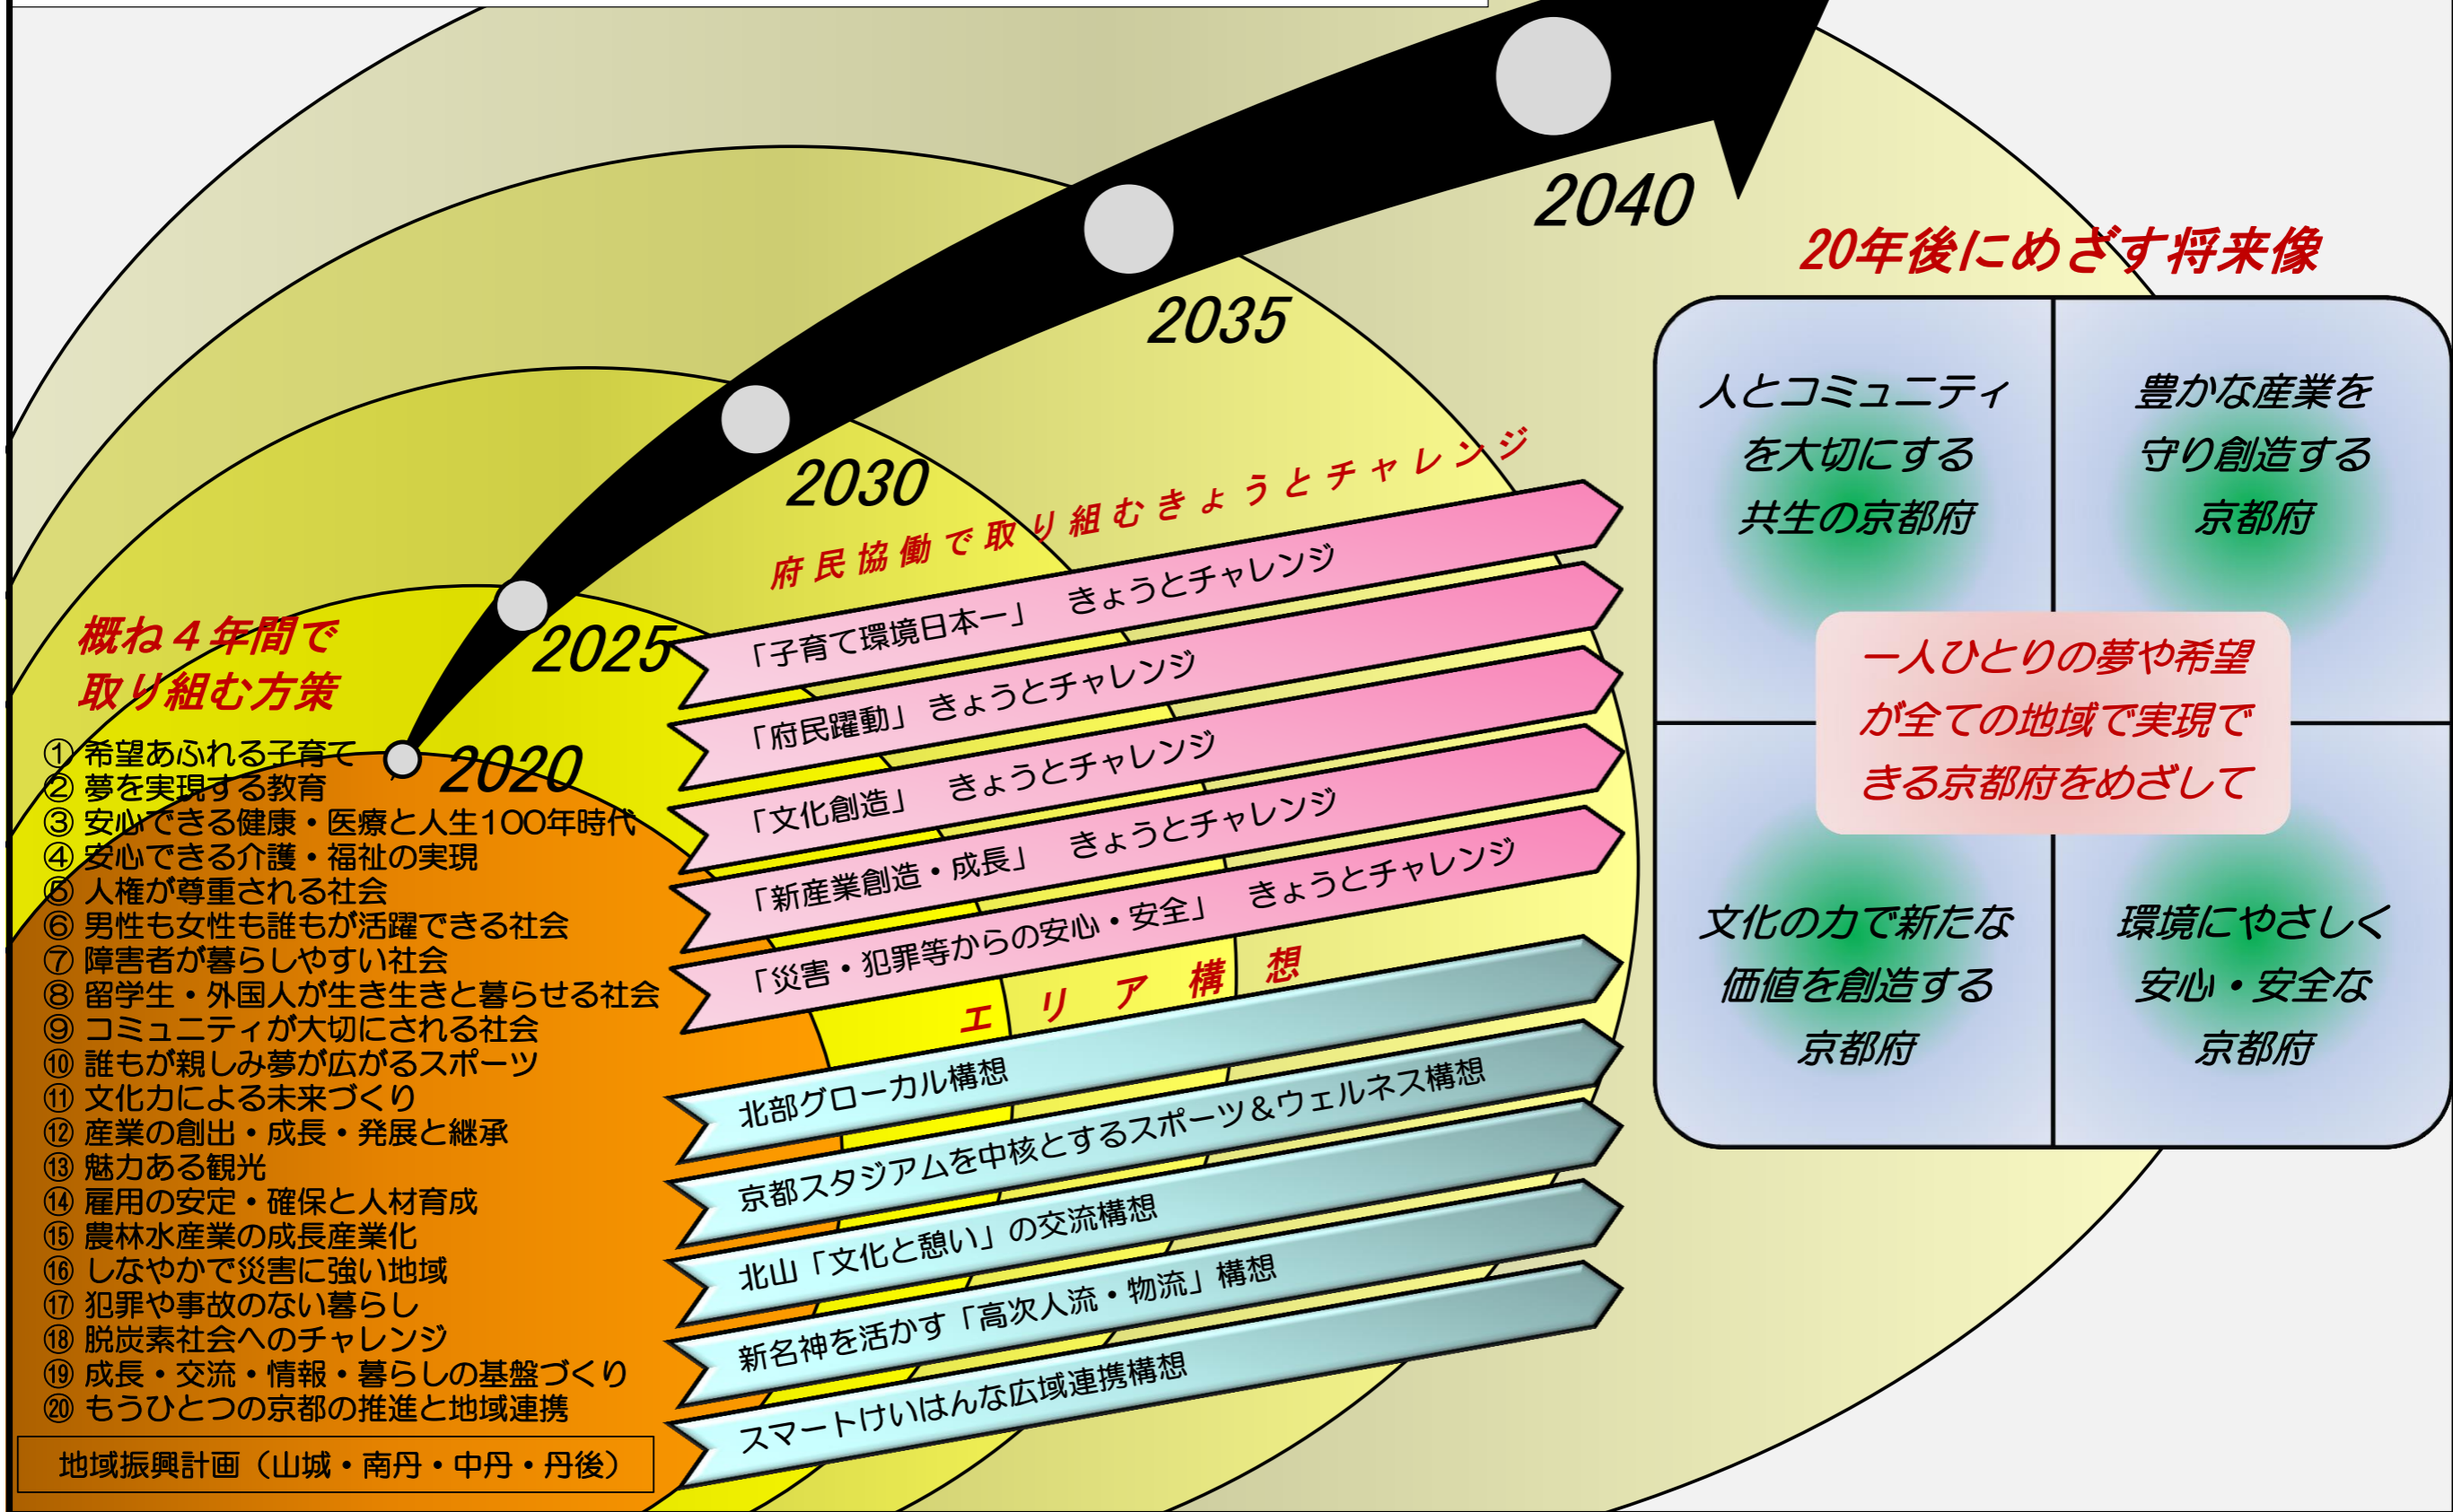 2040
2035
2030
2025
2020
20年後にめざす将来像
人とコミュニティ
を大切にする
共生の京都府
豊かな産業を
守り創造する
京都府
一人ひとりの夢や希望
が全ての地域で実現で
きる京都府をめざして
文化の力で新たな
価値を創造する
京都府
環境にやさしく
安心・安全な
京都府
府民協働で取り組むきょうとチャレンジ
「子育て環境日本一」　きょうとチャレンジ
「府民躍動」 きょうとチャレンジ
「文化創造」　きょうとチャレンジ
「新産業創造・成長」　きょうとチャレンジ
「災害・犯罪等からの安心・安全」　きょうとチャレンジ
エリア構想
北部グローカル構想
京都スタジアムを中核とするスポーツ＆ウェルネス構想
北山「文化と憩い」の交流構想
新名神を活かす「高次人流・物流」構想
スマートけいはんな広域連携構想
概ね４年間で
取り組む方策
① 希望あふれる子育て
② 夢を実現する教育
③ 安心できる健康・医療と人生100年時代
④ 安心できる介護・福祉の実現
⑤ 人権が尊重される社会
⑥ 男性も女性も誰もが活躍できる社会
⑦ 障害者が暮らしやすい社会
⑧ 留学生・外国人が生き生きと暮らせる社会
⑨ コミュニティが大切にされる社会
⑩ 誰もが親しみ夢が広がるスポーツ
⑪ 文化力による未来づくり
⑫ 産業の創出・成長・発展と継承
⑬ 魅力ある観光
⑭ 雇用の安定・確保と人材育成
⑮ 農林水産業の成長産業化
⑯ しなやかで災害に強い地域
⑰ 犯罪や事故のない暮らし
⑱ 脱炭素社会へのチャレンジ
⑲ 成長・交流・情報・暮らしの基盤づくり
⑳ もうひとつの京都の推進と地域連携
地域振興計画（山城・南丹・中丹・丹後）